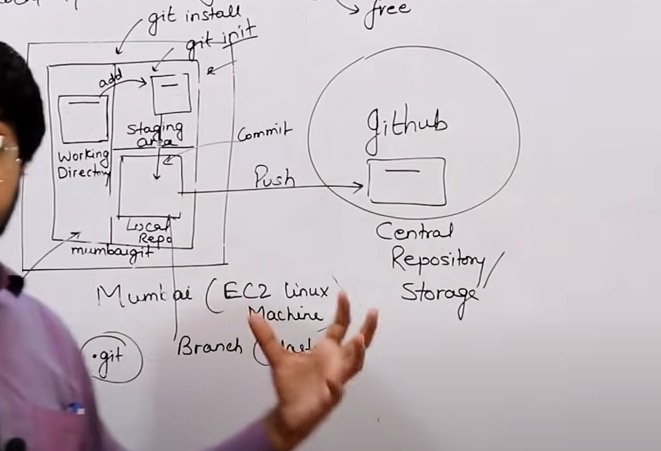 git install
free
git init
add
Staging
area
Working
Directory
Commit
Github
Push
Local
Repo
mumbaigit
Central
Repository
Storage
Mumbai (EC2 linux
Machine
Branch
.git